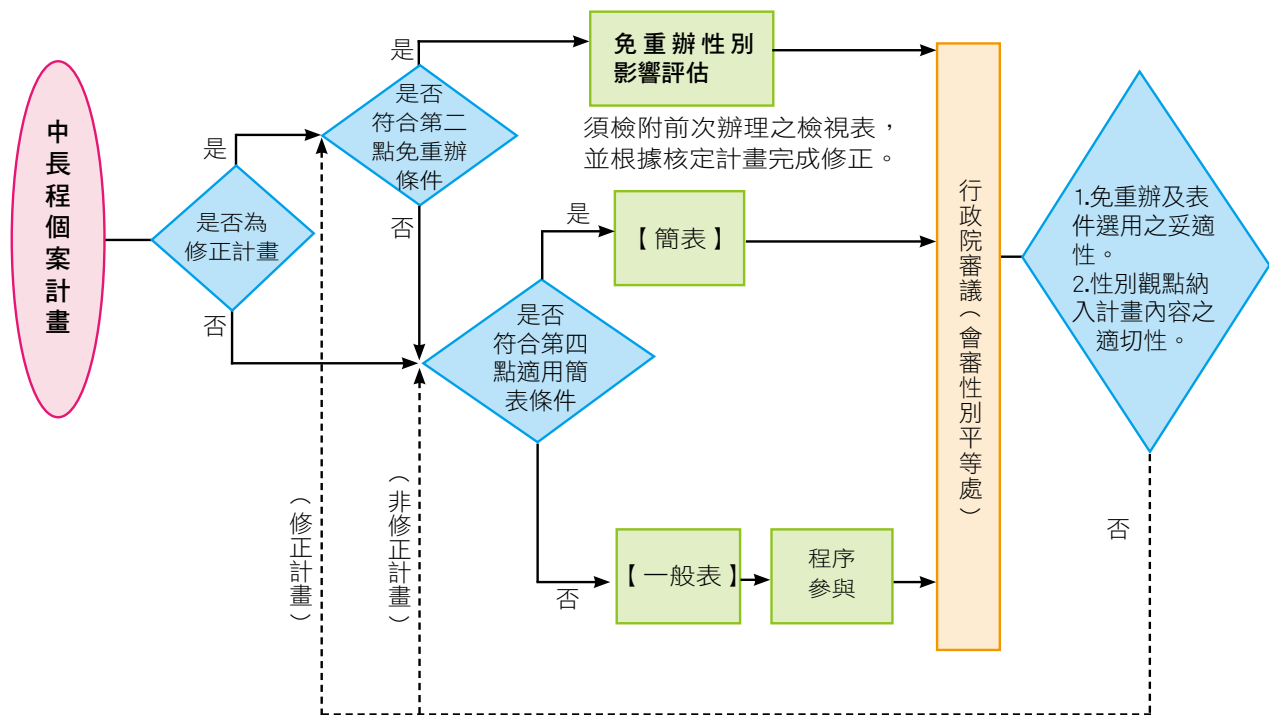 中長程個案計畫
是否為
修正計畫
是
否
是否
符合第二
點免重辦
條件
是
否
免重辦性別
影響評估
須檢附前次辦理之檢視表，
並根據核定計畫完成修正。
是否
符合第四
點適用簡
表條件
是
否
【簡表】
【一般表】
程序
參與
行政院審議（會審性別平等處）
1.免重辦及表
件選用之妥適
性。
2.性別觀點納
入計畫內容之
適切性。
否
（修正計畫）
（非修正計畫）